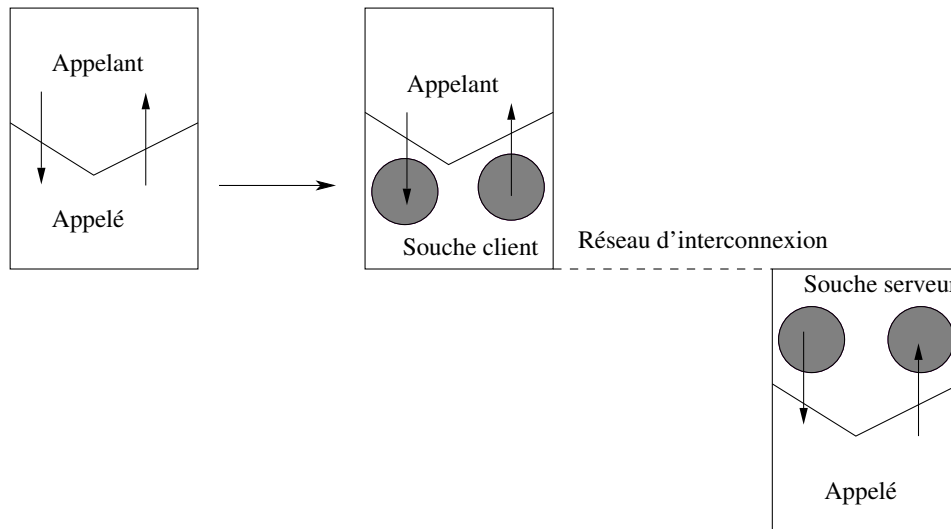 Appelant
Appelé
Appelant
Souche client
Réseau d'interconnexion
Souche serveur
Appelé